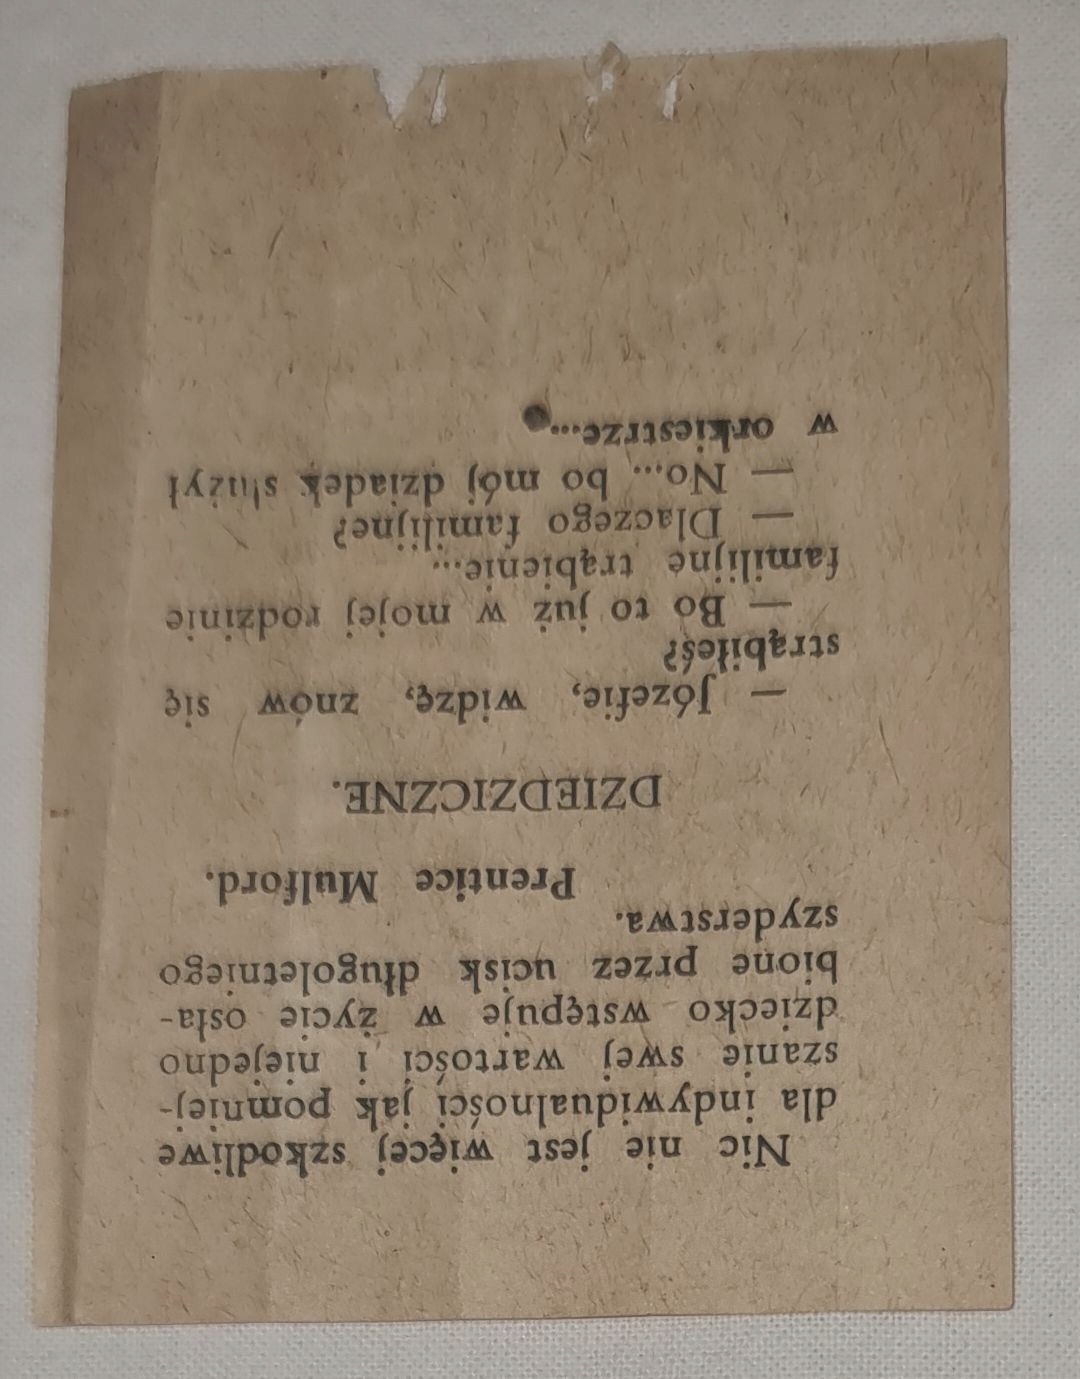 Nic nie jest więcej szkodliwe
dla indywidualności jak pomniej-
szanie swej wartości i niejedno
dziecko wstępuje w życie osła-
bione przez ucisk długoletniego
szyderstwa.
Prentice Mulford.
DZIEDZICZNE.
— Józefie, widzę, znów się
strąbiłeś?
— Bo to już w mojej rodzinie
familijne trąbienie...
— Dlaczego familijne?
— No... bo mój dziadek służył
w orkiestrze...